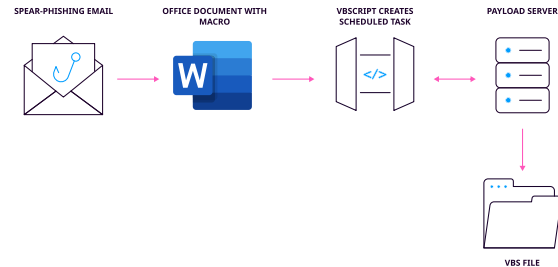 SPEAR-PHISHING EMAIL
OFFICE DOCUMENT WITH
MACRO
VBSCRIPT CREATES
SCHEDULED TASK
PAYLOAD SERVER
W
</>
VBS FILE